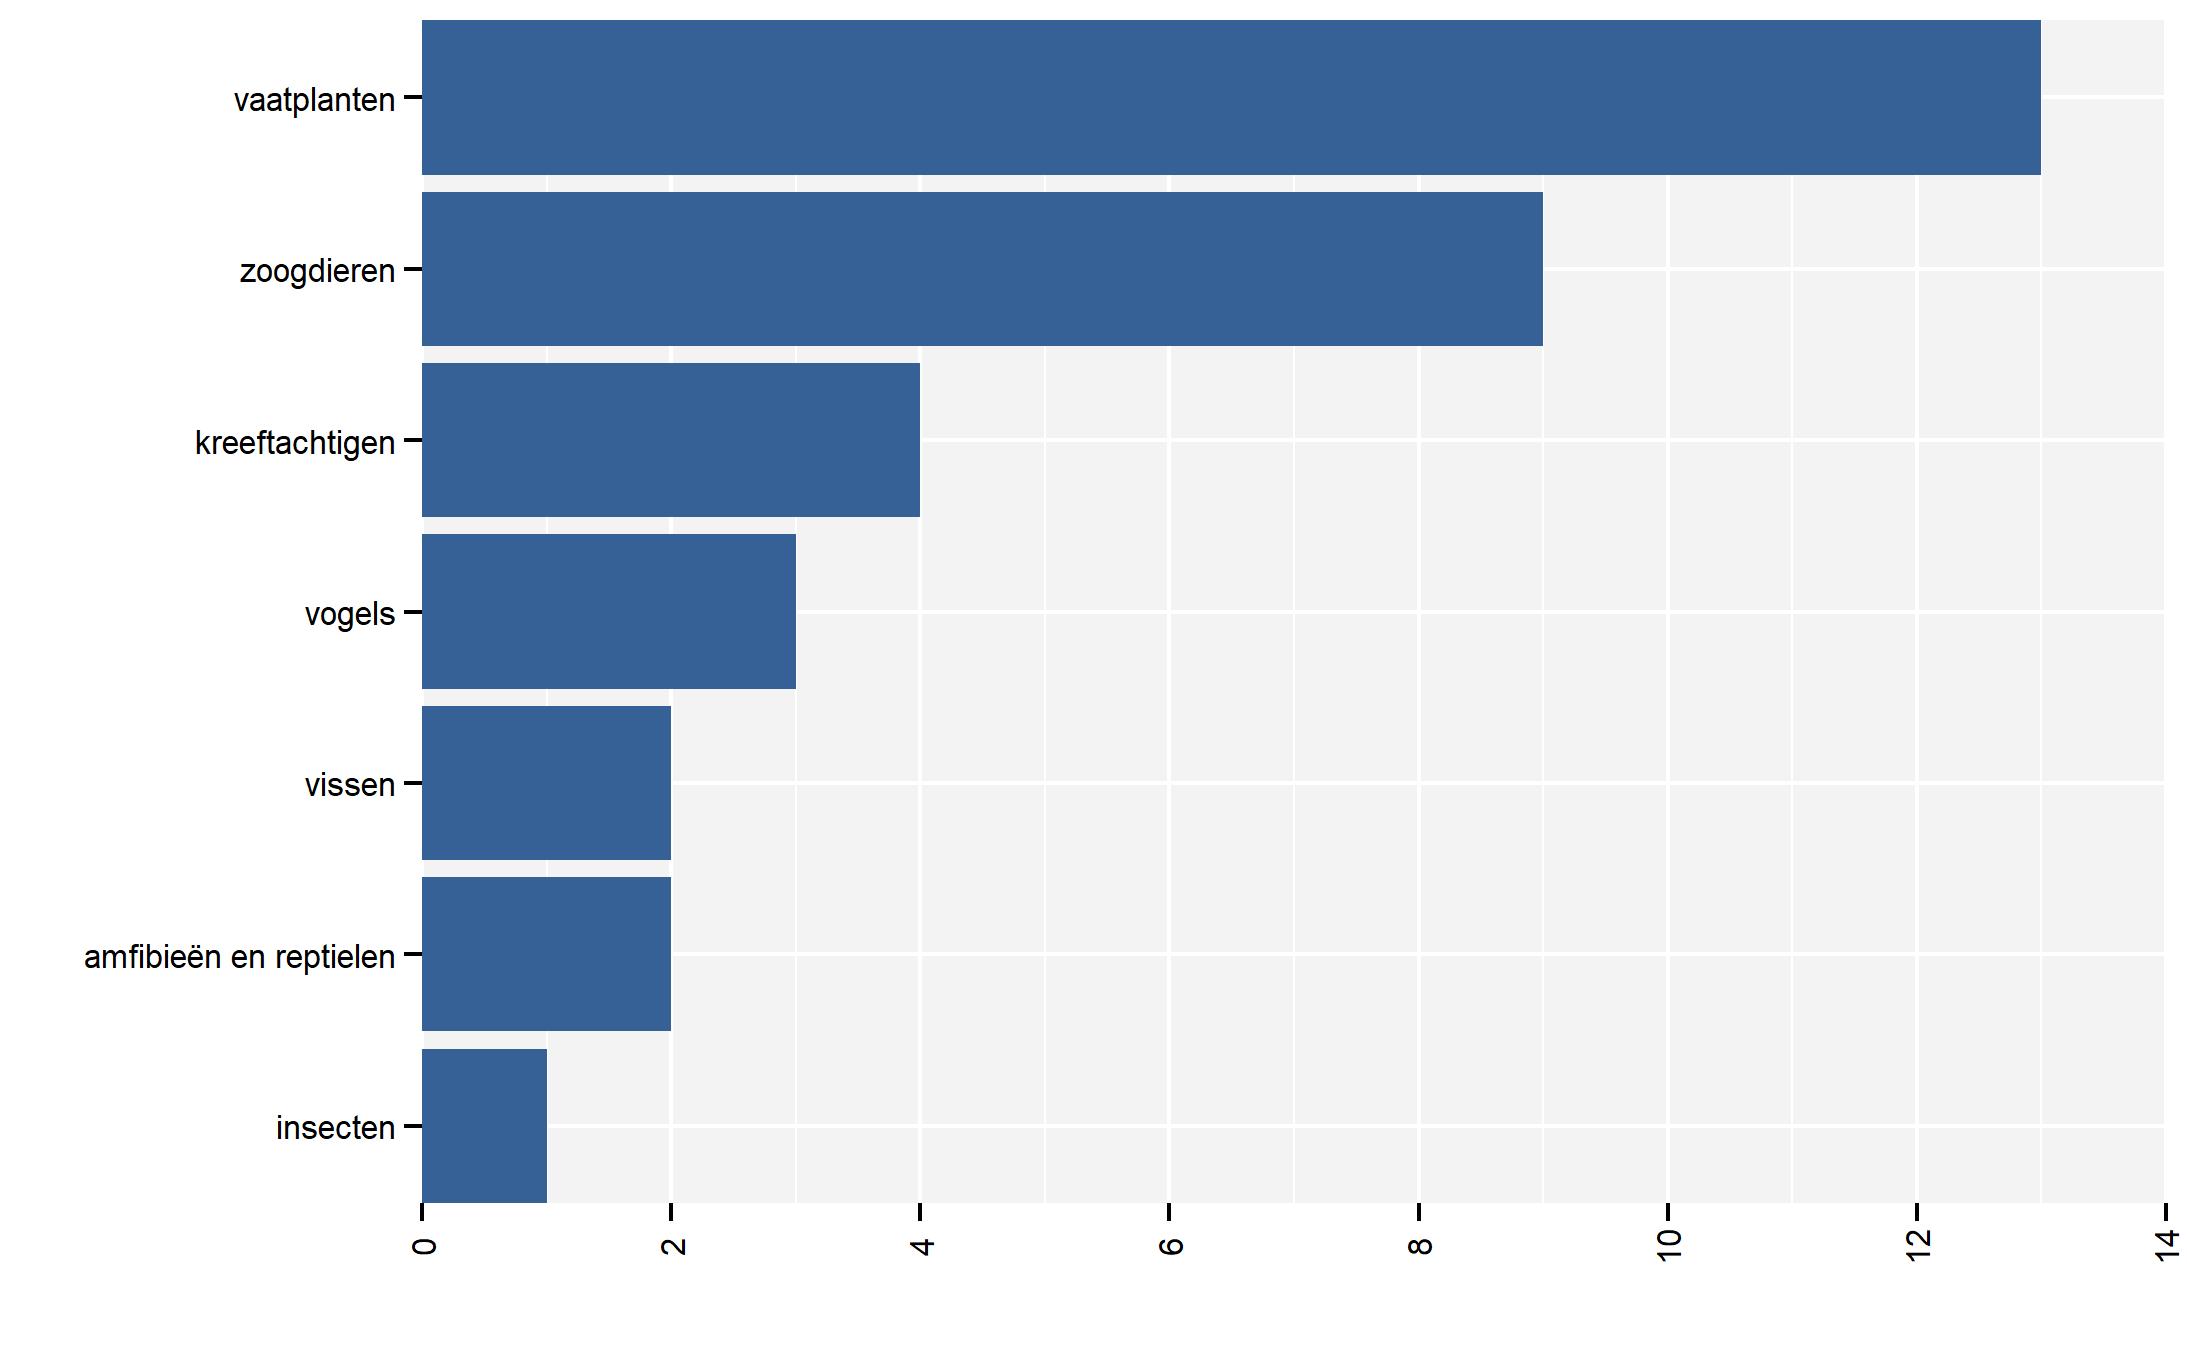 vaatplanten
zoogdieren
kreeftachtigen
vogels
vissen
amfibieën en reptielen
insecten
0 2 4 6 8 10 12 14